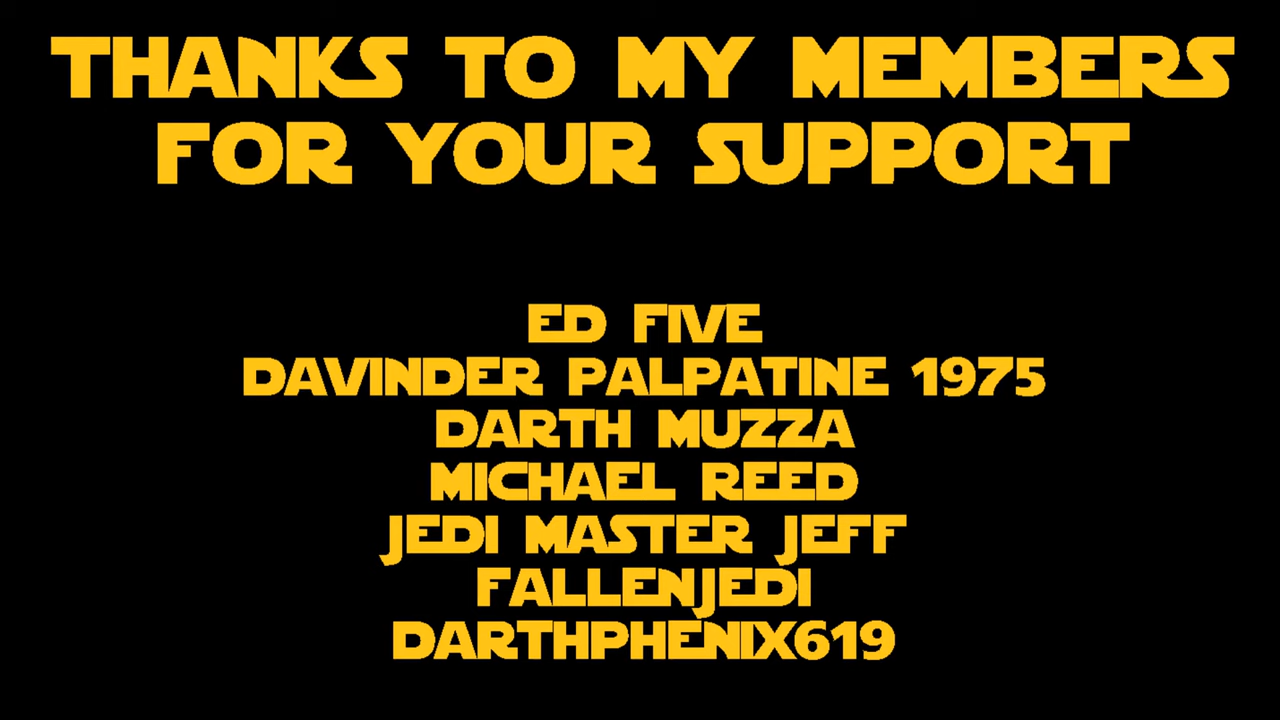 THANKS TO MY MEMBERS
FOR YOUR SUPPORT
ED FIVE
DAVINDER PALPATINE 1975
DARTH MUZZA
MICHAEL REED
JEDI MASTER JEFF
FALLENJEDI
DARTHPHENIX619